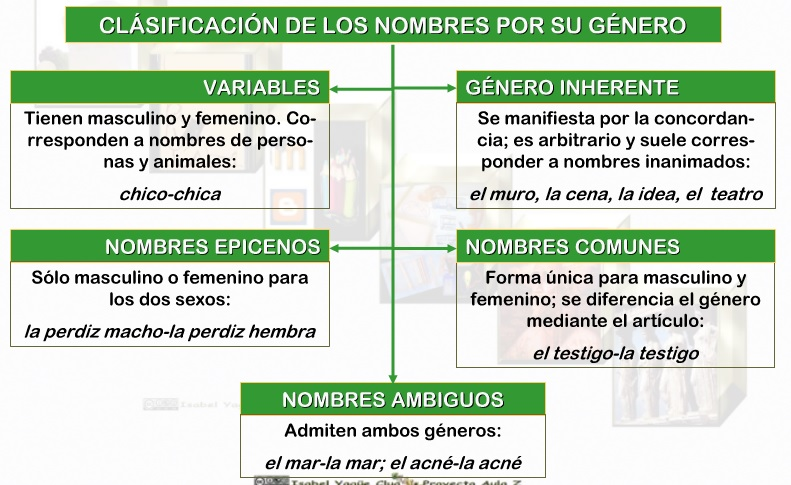 CLÁSIFICACIÓN DE LOS NOMBRES POR SU GÉNERO
VARIABLES
Tienen masculino y femenino. Co-
rresponden a nombres de perso-
nas y animales:
chico-chica
GÉNERO INHERENTE
Se manifiesta por la concordan-
cia; es arbitrario y suele corres-
ponder a nombres inanimados:
el muro, la cena, la idea, el teatro
NOMBRES EPICENOS
Sólo masculino o femenino para
los dos sexos:
la perdiz macho-la perdiz hembra
NOMBRES COMUNES
Forma única para masculino y
femenino; se diferencia el género
mediante el artículo:
el testigo-la testigo
NOMBRES AMBIGUOS
Admiten ambos géneros:
el mar-la mar; el acné-la acné
Isabel Yagüe Proyecto Aula